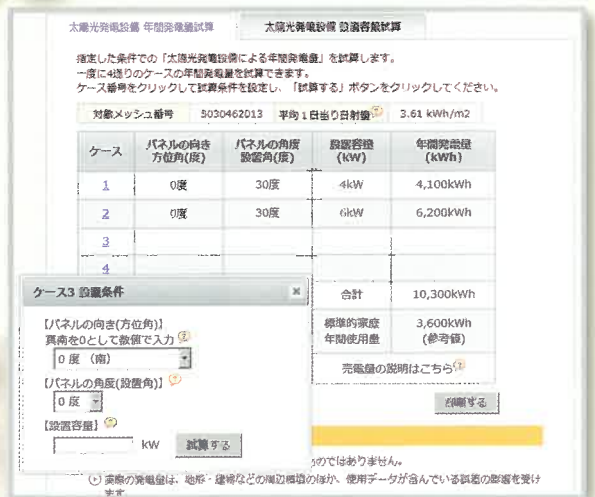 太陽光発電設備 年間発電量試算
太陽光発電設備 設置容量試算
指定した条件での「太陽光発電設備による年間発電量」を試算します。
一度に4通りのケースの年間発電量を試算できます。
ケース番号をクリックして試算条件を設定し、「試算する」ボタンをクリックしてください。
対象メッシュ番号 5030462013 平均1日当り日射量 3.61 kWh/m2
ケース パネルの向き 方位角(度) パネルの角度 設置角(度) 設置容量 (kW) 年間発電量 (kWh)
1 0度 30度 4kW 4,100kWh
2 0度 30度 6kW 6,200kWh
3
4
合計 10,300kWh
標準的家庭 年間使用量 3,600kWh (参考値)
売電量の説明はこちら
印刷する
ケース3 設置条件 ×
【パネルの向き(方位角)】
真南を0として数値で入力
0 度 (南)
【パネルの角度(設置角)】
0 度
【設置容量】
kW 試算する
のではありません。
実際の発電量は、地形・建物などの周辺環境のほか、使用データが含んでいる誤差の影響を受け
ます。